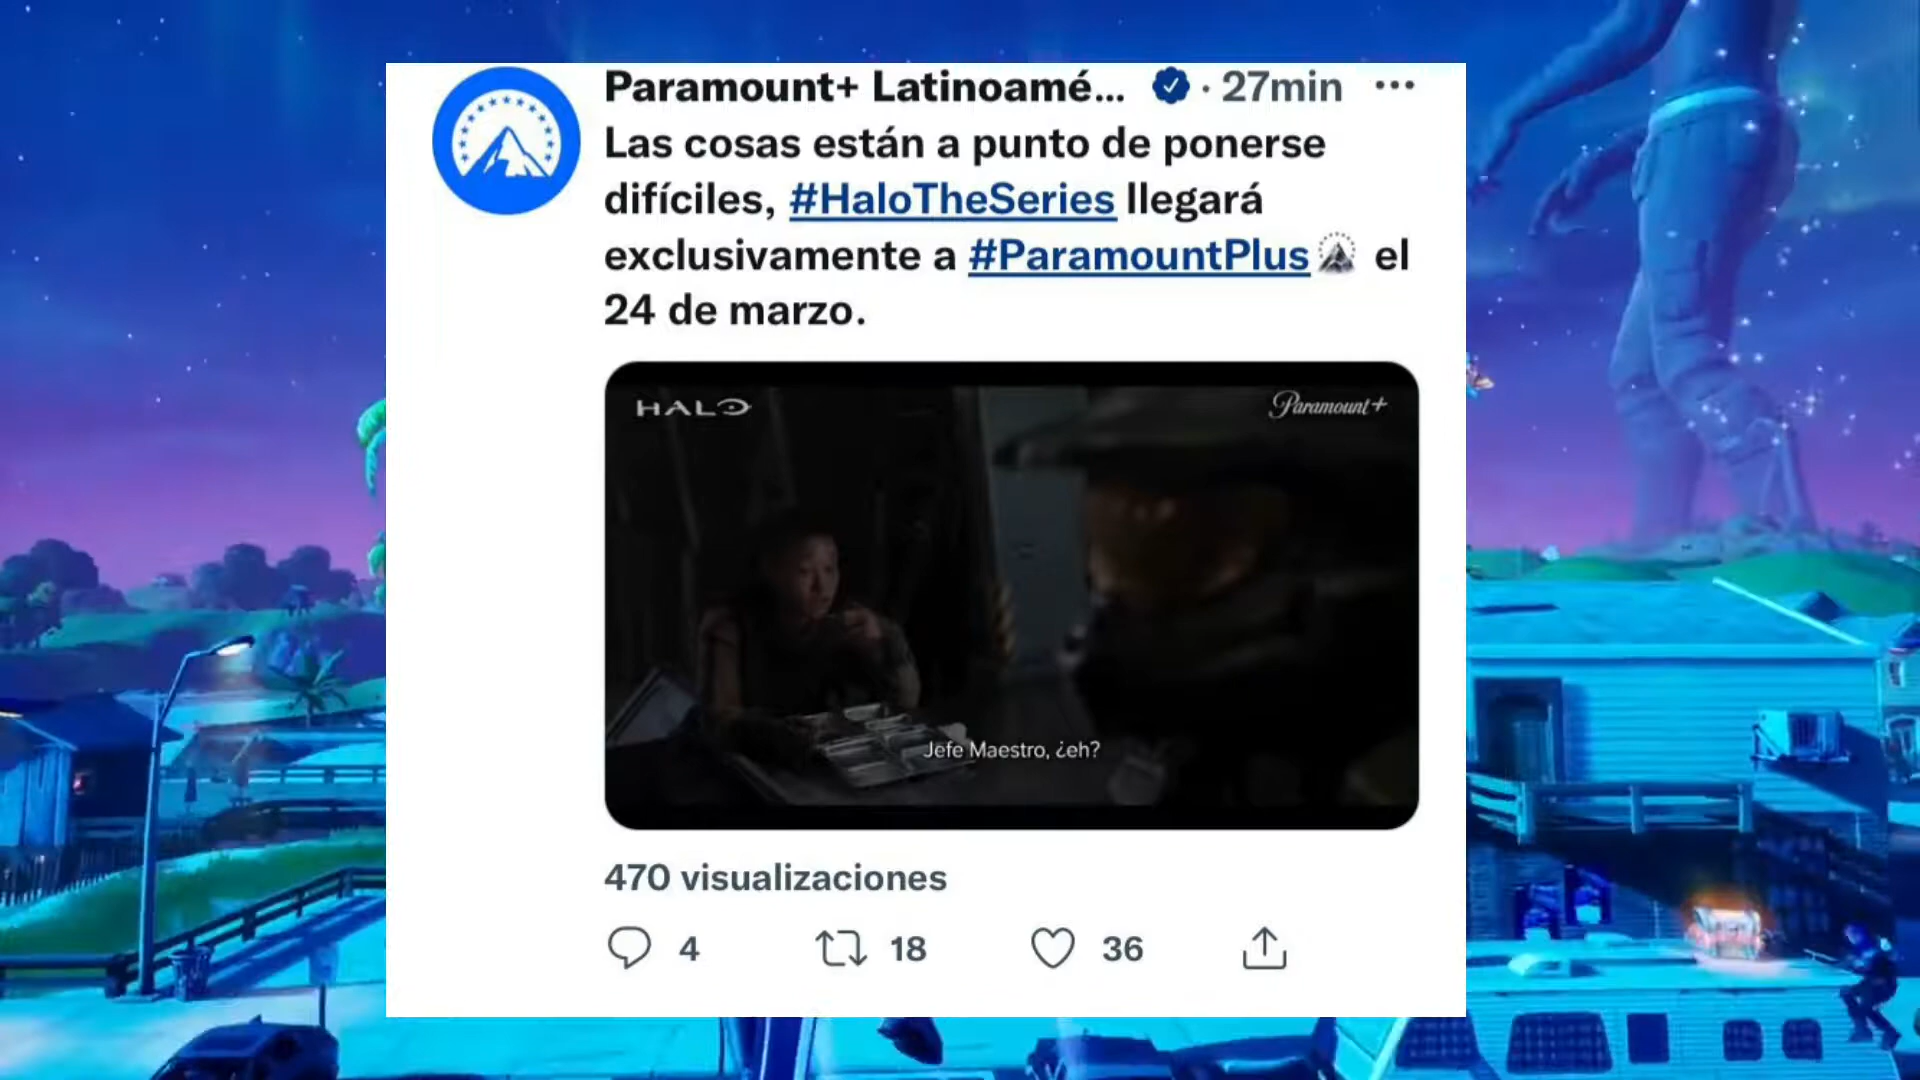 Paramount+ Latinoamé... · 27min ...
Las cosas están a punto de ponerse
difíciles, #HaloTheSeries llegará
exclusivamente a #ParamountPlus el
24 de marzo.
HALO Paramount+
Jefe Maestro, ¿eh?
470 visualizaciones
4 18 36